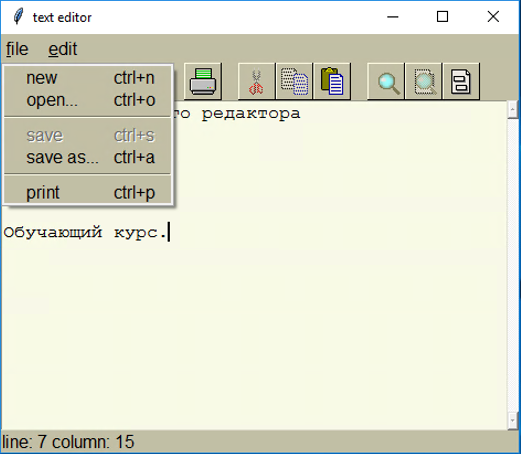 text editor
file edit
new ctrl+n
open... ctrl+o
save ctrl+s
save as... ctrl+a
print ctrl+p
го редактора
Обучающий курс.
line: 7 column: 15